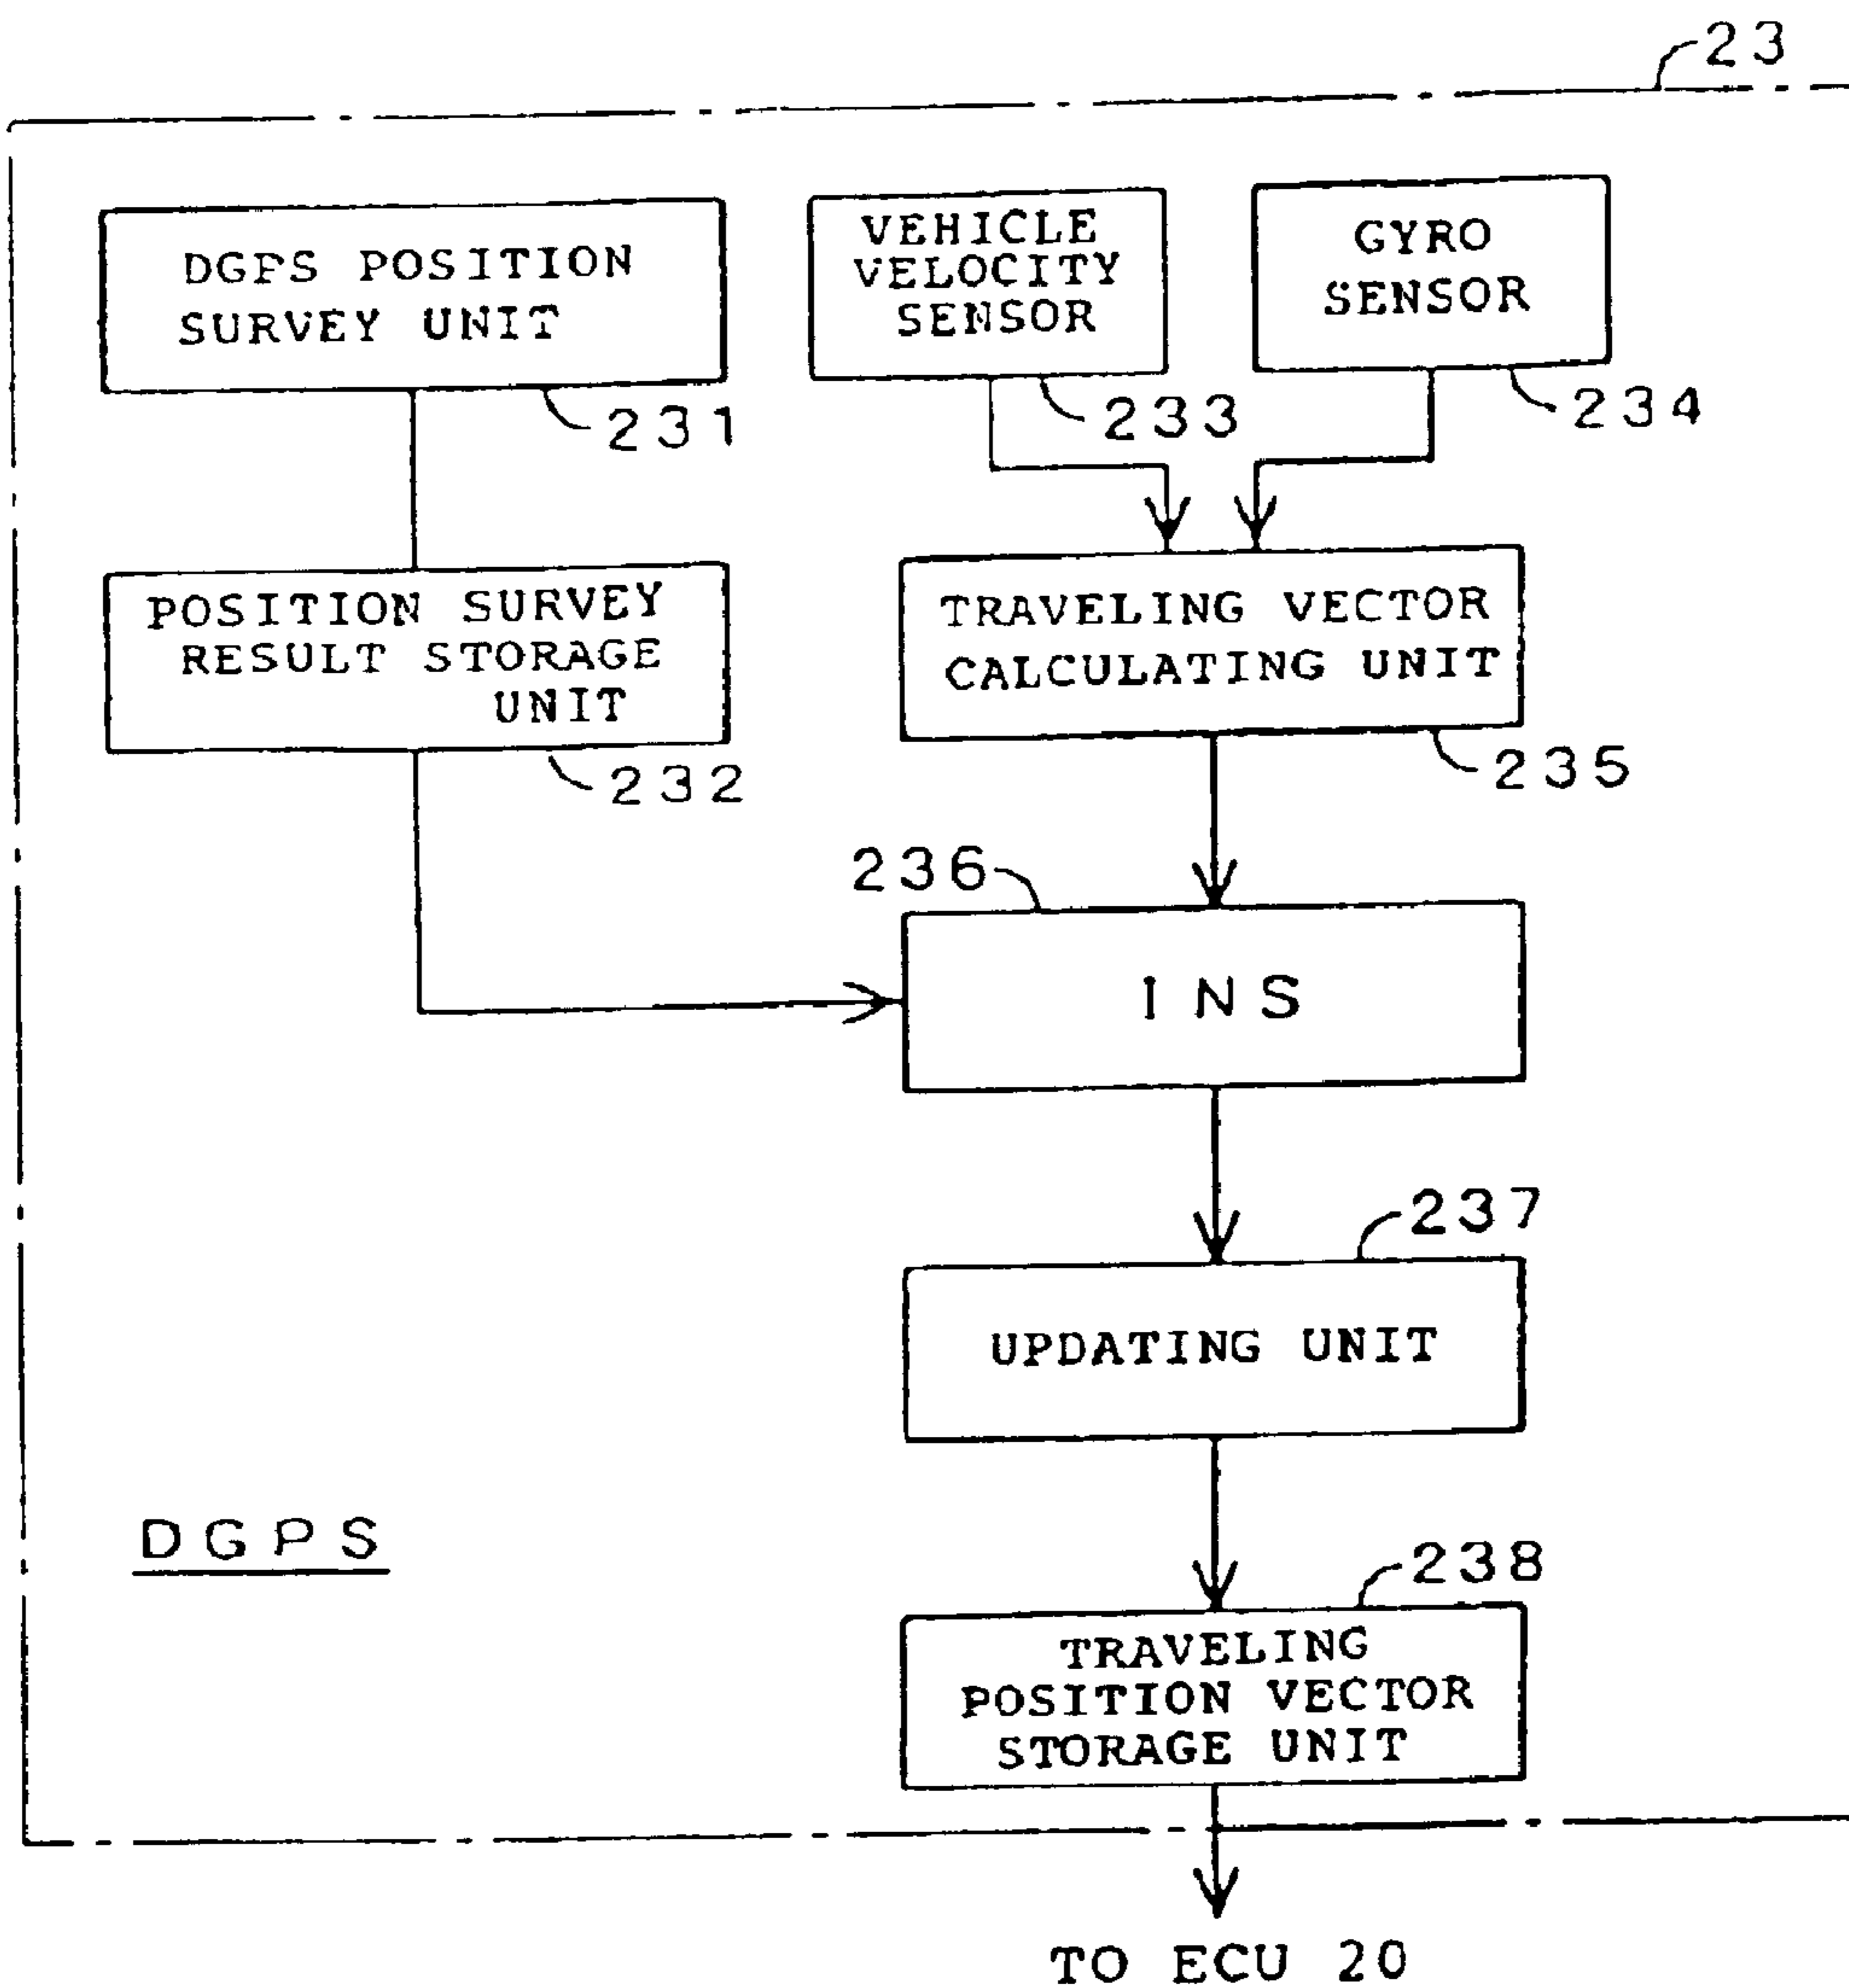 23
DGPS POSITION
SURVEY UNIT
231
VEHICLE
VELOCITY
SENSOR
233
GYRO
SENSOR
234
POSITION SURVEY
RESULT STORAGE
UNIT
232
TRAVELING VECTOR
CALCULATING UNIT
235
236
INS
237
UPDATING UNIT
DGPS
238
TRAVELING
POSITION VECTOR
STORAGE UNIT
TO ECU 20